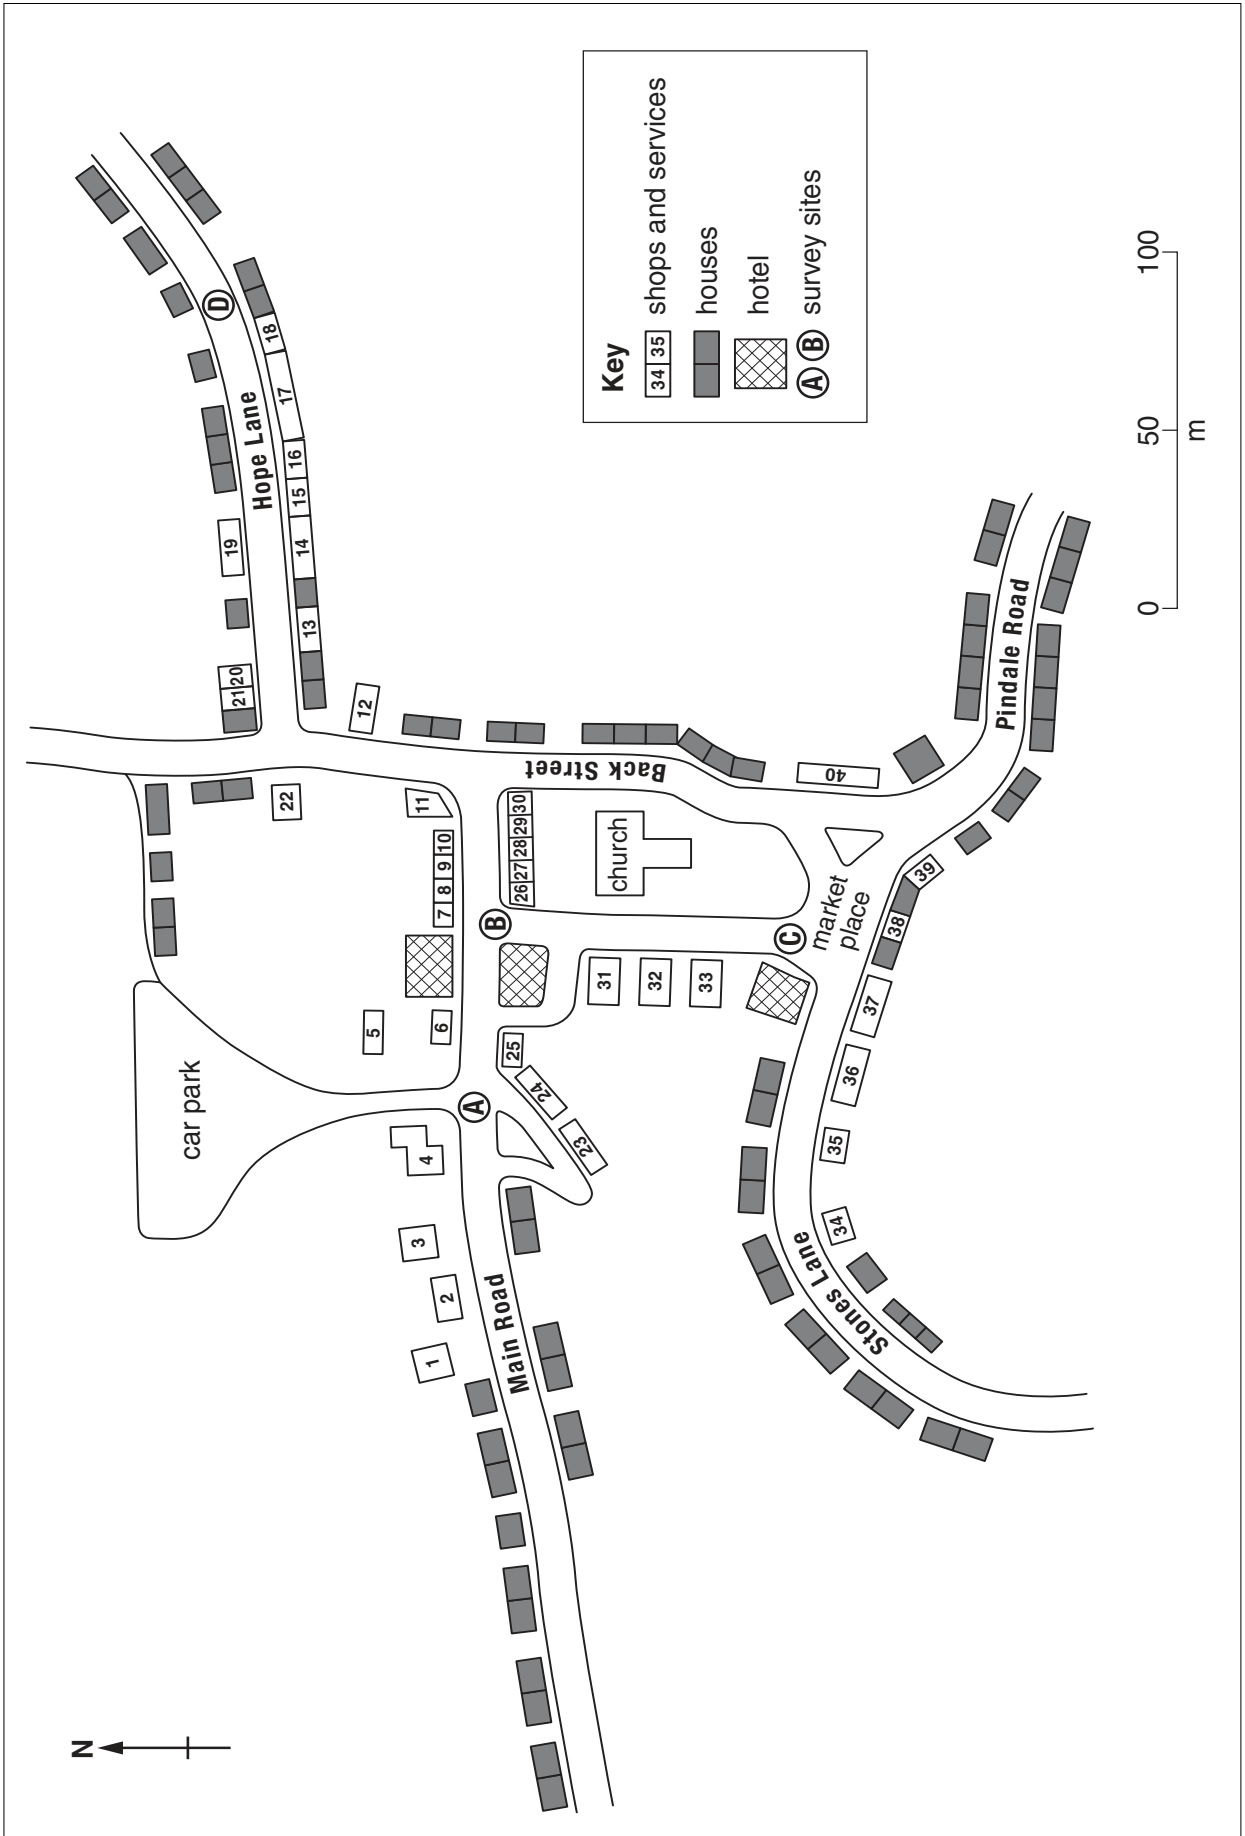 N
car park
1
2
3
4
5
6
7 8 9 10
11
22
12
21 20
19
13
14
15
16
17
18
Hope Lane
D
Main Road
A
B
23
24
25
26 27 28 29 30
31
32
33
church
Back Street
C
market
place
40
Stones Lane
34
35
36
37
38
39
Pindale Road
Key
34 35 shops and services
houses
hotel
A B survey sites
0 50 100
m